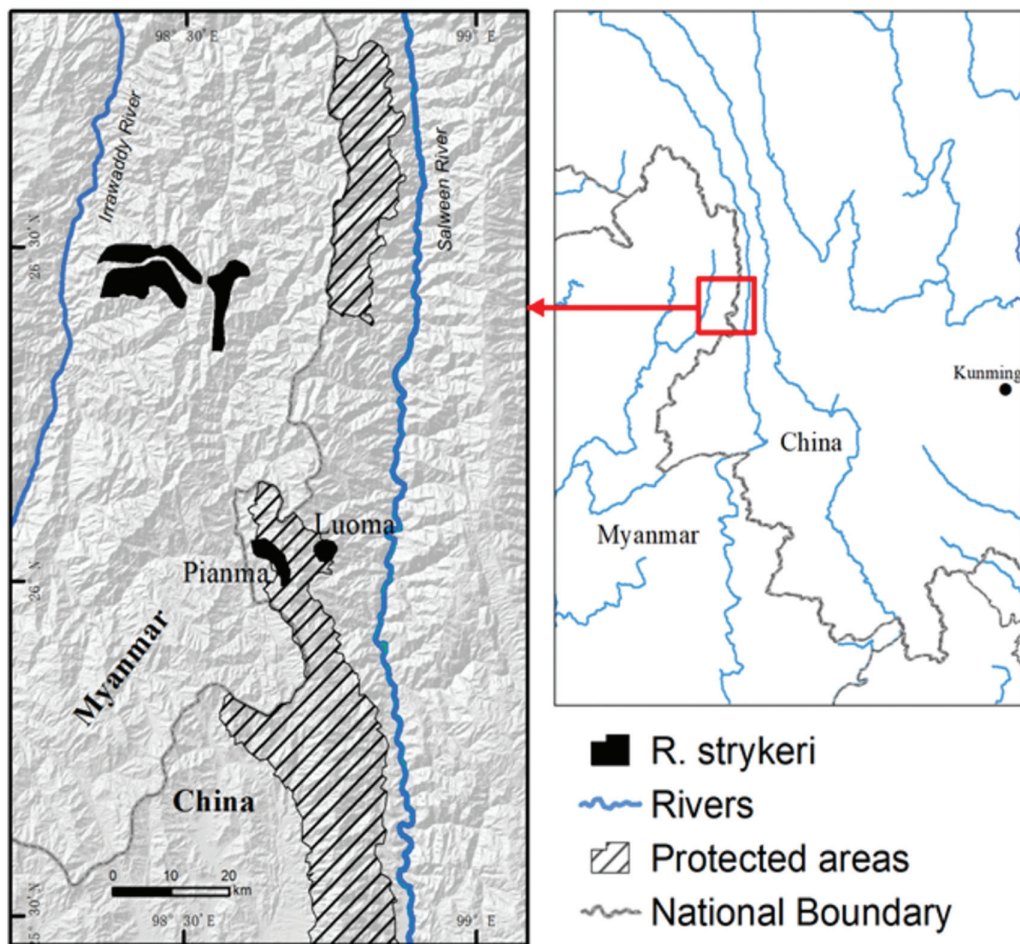 98° 30´ E
99° E
Irrawaddy River
Salween River
26° 30´ N
Luoma
Pianma
26° N
Myanmar
China
0 10 20
km
98° 30´ E
99° E
Kunming
China
Myanmar
R. strykeri
Rivers
Protected areas
National Boundary